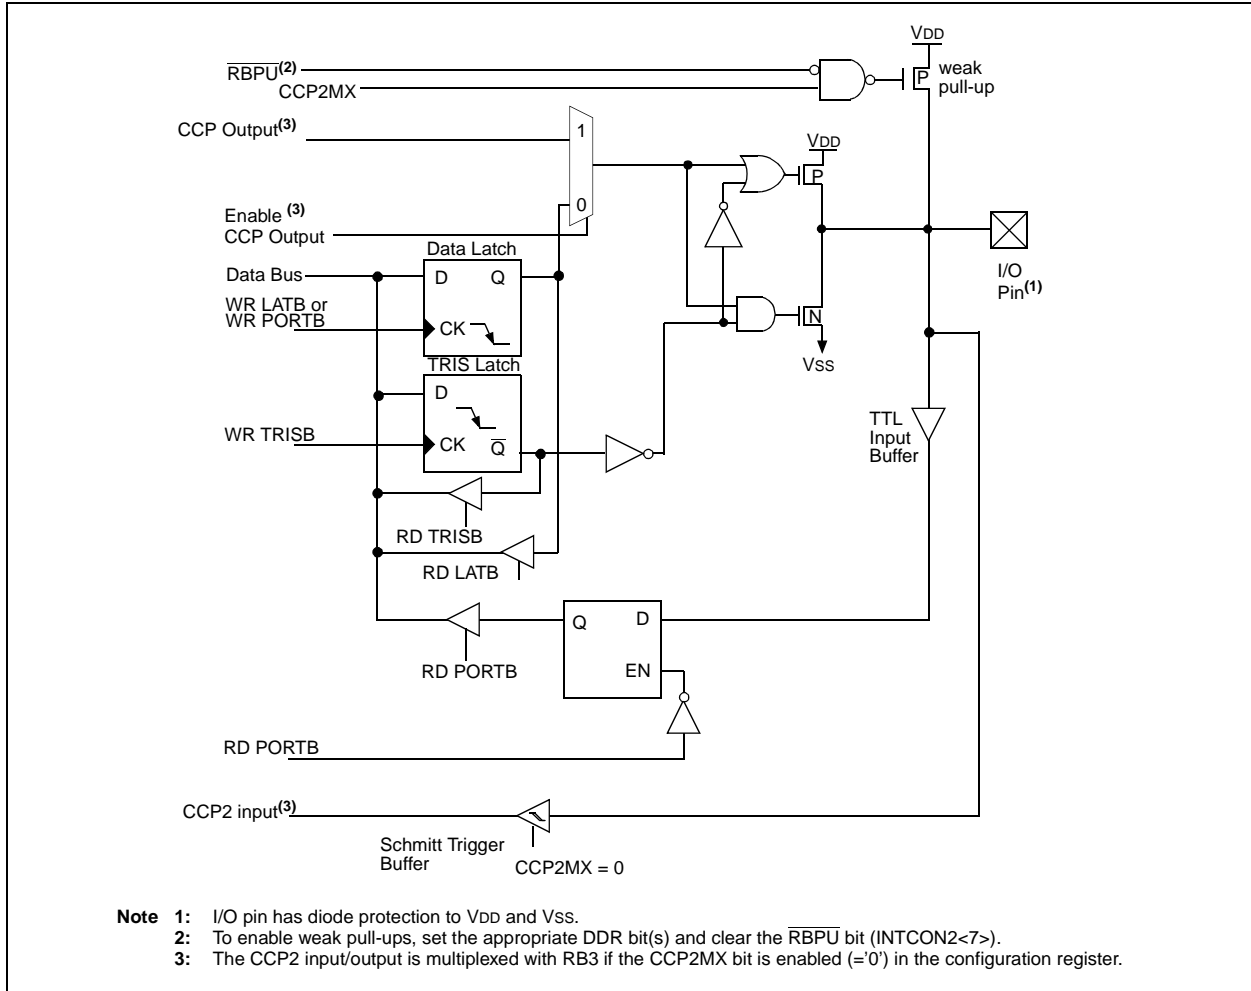 VDD
RBPU(2)
CCP2MX
P
weak
pull-up
CCP Output(3)
1
VDD
P
0
Enable (3)
CCP Output
Data Latch
Data Bus
D
Q
I/O
Pin(1)
WR LATB or
WR PORTB
CK
N
VSS
TRIS Latch
D
TTL
Input
Buffer
WR TRISB
CK
Q
RD TRISB
RD LATB
Q
D
RD PORTB
EN
RD PORTB
CCP2 input(3)
Schmitt Trigger
Buffer
CCP2MX = 0
Note 1: I/O pin has diode protection to VDD and VSS.
2: To enable weak pull-ups, set the appropriate DDR bit(s) and clear the RBPU bit (INTCON2<7>).
3: The CCP2 input/output is multiplexed with RB3 if the CCP2MX bit is enabled (='0') in the configuration register.